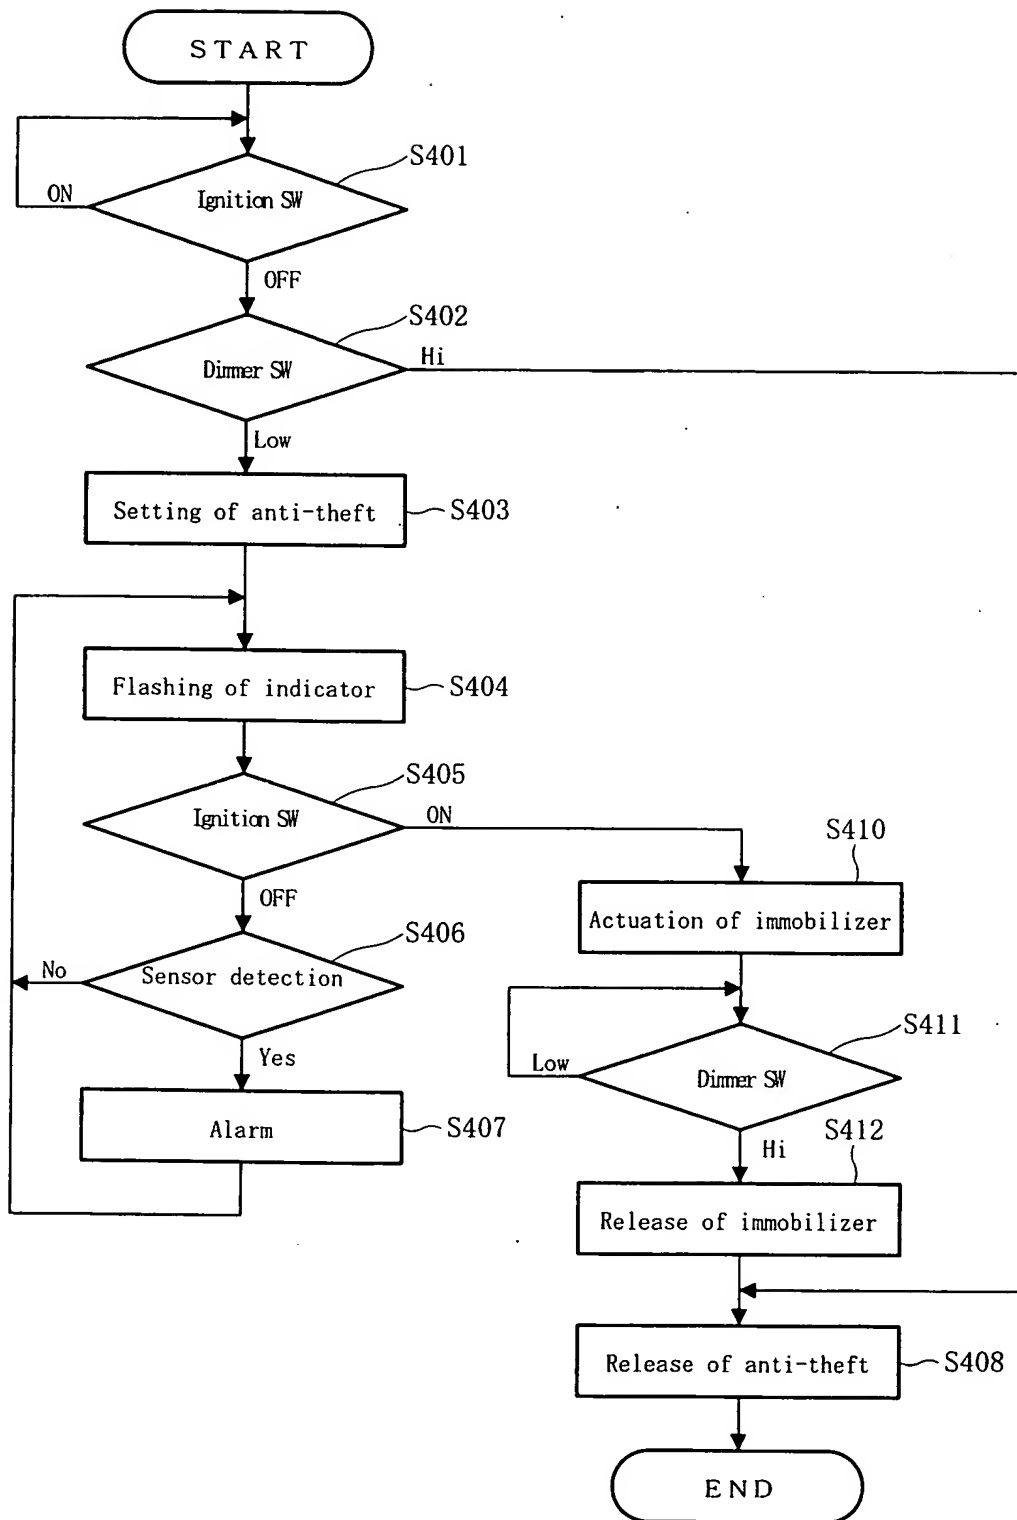 START
S401
ON
Ignition SW
OFF
S402
Hi
Dimmer SW
Low
Setting of anti-theft
S403
Flashing of indicator
S404
S405
Ignition SW
ON
S410
OFF
Actuation of immobilizer
S406
No
Sensor detection
S411
Yes
Low
Dimmer SW
Alarm
S407
S412
Hi
Release of immobilizer
Release of anti-theft
S408
END